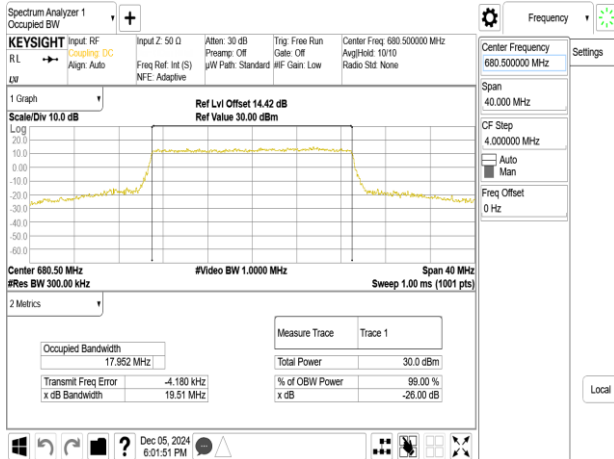 Spectrum Analyzer 1
Occupied BW
Frequency
KEYSIGHT
RL
Input: RF
Coupling: DC
Align: Auto
Input Z: 50 Ω
Freq Ref: Int (S)
NFE: Adaptive
Atten: 30 dB
Preamp: Off
µW Path: Standard
Trig: Free Run
Gate: Off
#IF Gain: Low
Center Freq: 680.500000 MHz
Avg|Hold: 10/10
Radio Std: None
LXI
1 Graph
Scale/Div 10.0 dB
Ref Lvl Offset 14.42 dB
Ref Value 30.00 dBm
Log
20.0
10.0
0.00
-10.0
-20.0
-30.0
-40.0
-50.0
-60.0
Center 680.50 MHz
#Video BW 1.0000 MHz
Span 40 MHz
#Res BW 300.00 kHz
Sweep 1.00 ms (1001 pts)
2 Metrics
Occupied Bandwidth
17.952 MHz
Transmit Freq Error -4.180 kHz
x dB Bandwidth 19.51 MHz
Measure Trace Trace 1
Total Power 30.0 dBm
% of OBW Power 99.00 %
x dB -26.00 dB
Center Frequency
680.500000 MHz
Span
40.000 MHz
CF Step
4.000000 MHz
Auto
Man
Freq Offset
0 Hz
Settings
Local
?
Dec 05, 2024
6:01:51 PM